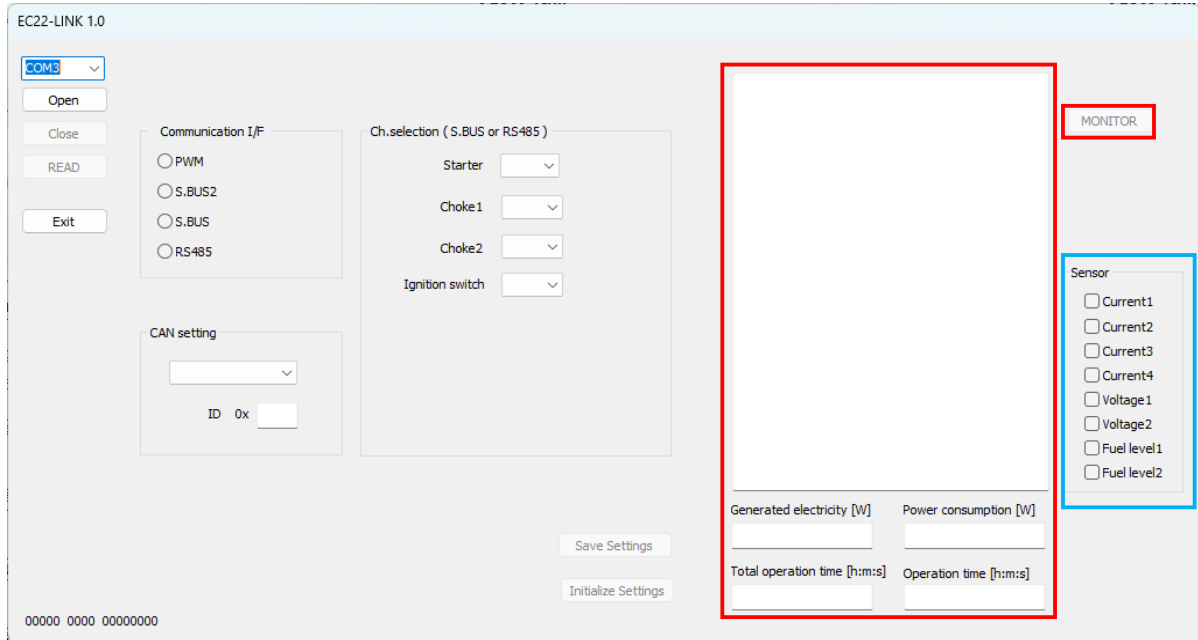 EC22-LINK 1.0
COM3
Open
Close
READ
Exit
Communication I/F
PWM
S.BUS2
S.BUS
RS485
CAN setting
ID 0x
Ch.selection ( S.BUS or RS485 )
Starter
Choke1
Choke2
Ignition switch
Save Settings
Initialize Settings
Generated electricity [W]
Power consumption [W]
Total operation time [h:m:s]
Operation time [h:m:s]
MONITOR
Sensor
Current1
Current2
Current3
Current4
Voltage1
Voltage2
Fuel level1
Fuel level2
00000 0000 00000000